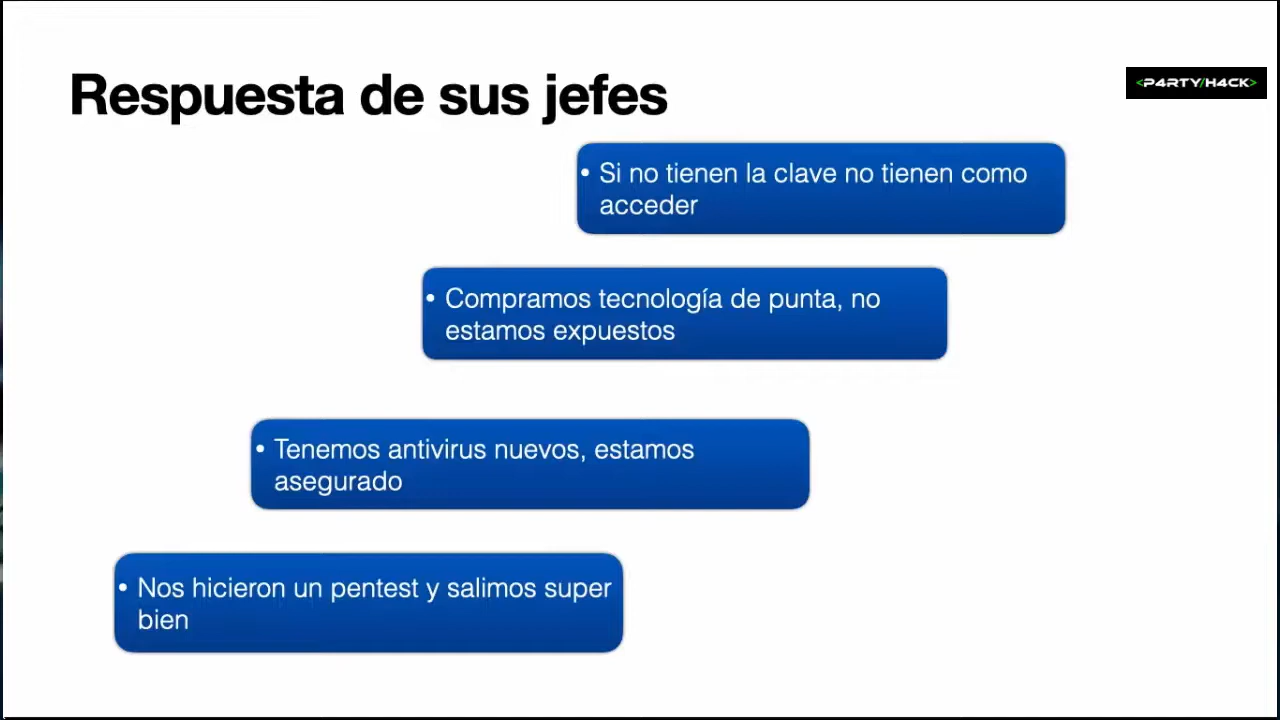 Respuesta de sus jefes
<P4RTY/H4CK>
• Si no tienen la clave no tienen como
acceder
• Compramos tecnología de punta, no
estamos expuestos
• Tenemos antivirus nuevos, estamos
asegurado
• Nos hicieron un pentest y salimos super
bien